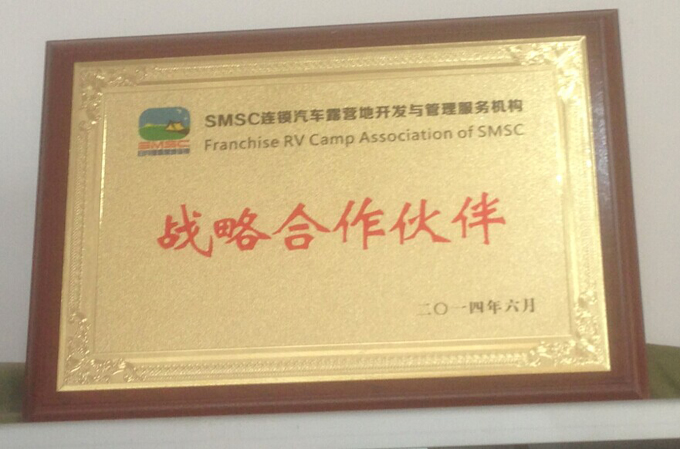 SMSC连锁汽车露营地开发与管理服务机构
Franchise RV Camp Association of SMSC
SMSC
战略合作伙伴
二〇一四年六月